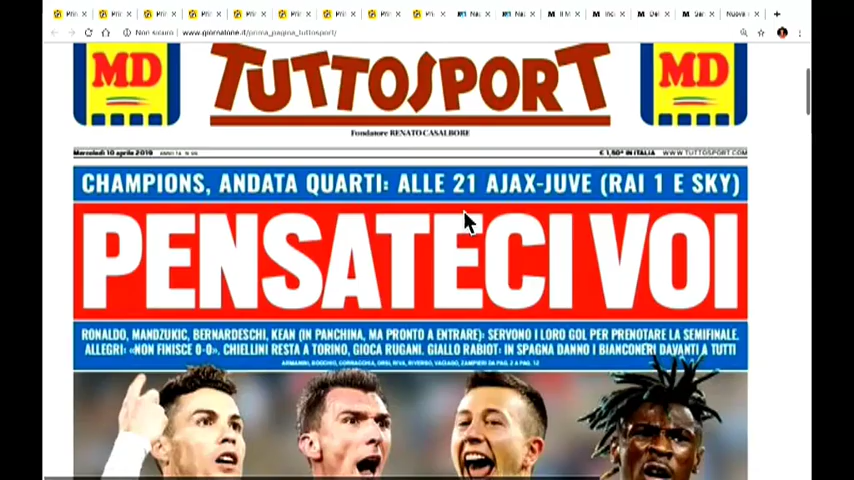 Non sicuro
www.giornalone.it/prima_pagina_tuttosport/
MD
TUTTOSPORT
MD
Fondatore RENATO CASALBORE
Mercoledì 10 aprile 2019
€ 1,50* IN ITALIA WWW.TUTTOSPORT.COM
CHAMPIONS, ANDATA QUARTI: ALLE 21 AJAX-JUVE (RAI 1 E SKY)
PENSATECI VOI
RONALDO, MANDZUKIC, BERNARDESCHI, KEAN (IN PANCHINA, MA PRONTO A ENTRARE): SERVONO I LORO GOL PER PRENOTARE LA SEMIFINALE.
ALLEGRI: «NON FINISCE 0-0». CHIELLINI RESTA A TORINO, GIOCA RUGANI. GIALLO RABIOT: IN SPAGNA DANNO I BIANCONERI DAVANTI A TUTTI